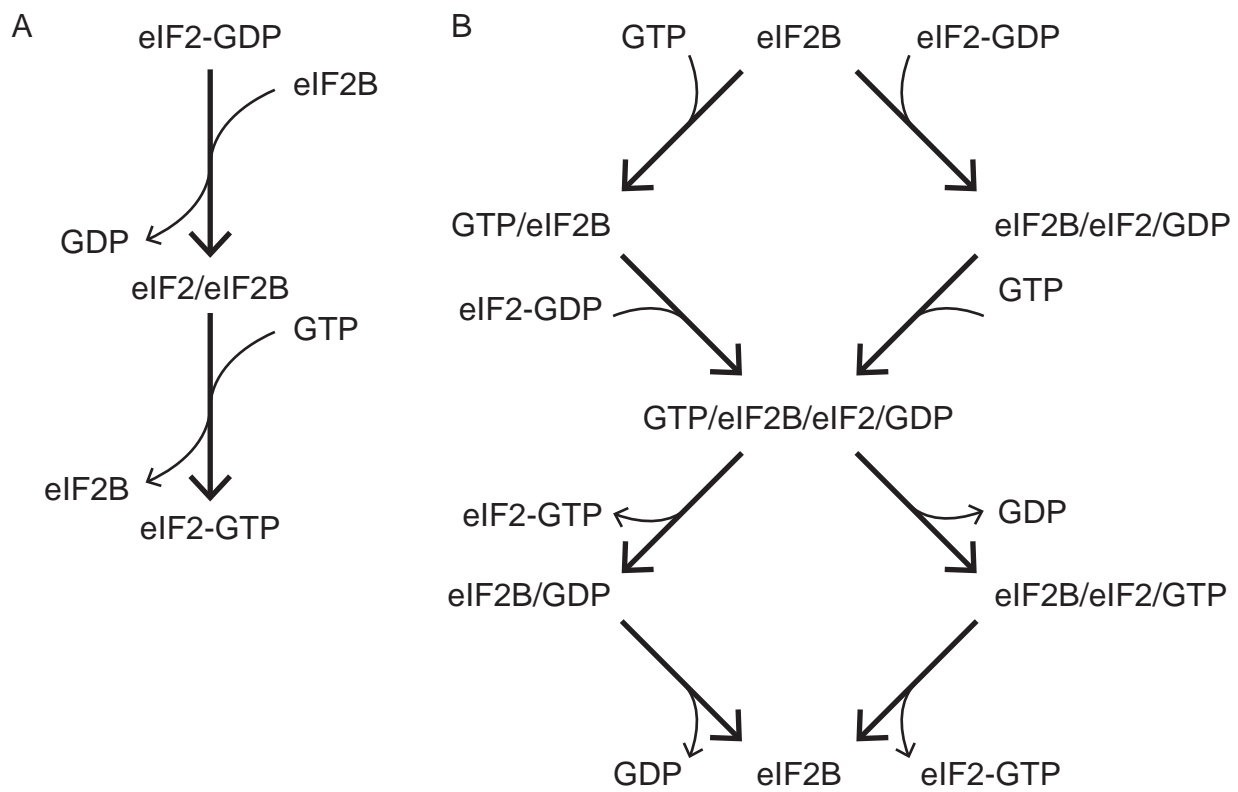 A
eIF2-GDP
eIF2B
GDP
eIF2/eIF2B
GTP
eIF2B
eIF2-GTP
B
GTP eIF2B eIF2-GDP
GTP/eIF2B eIF2B/eIF2/GDP
eIF2-GDP GTP
GTP/eIF2B/eIF2/GDP
eIF2-GTP GDP
eIF2B/GDP eIF2B/eIF2/GTP
GDP eIF2B eIF2-GTP